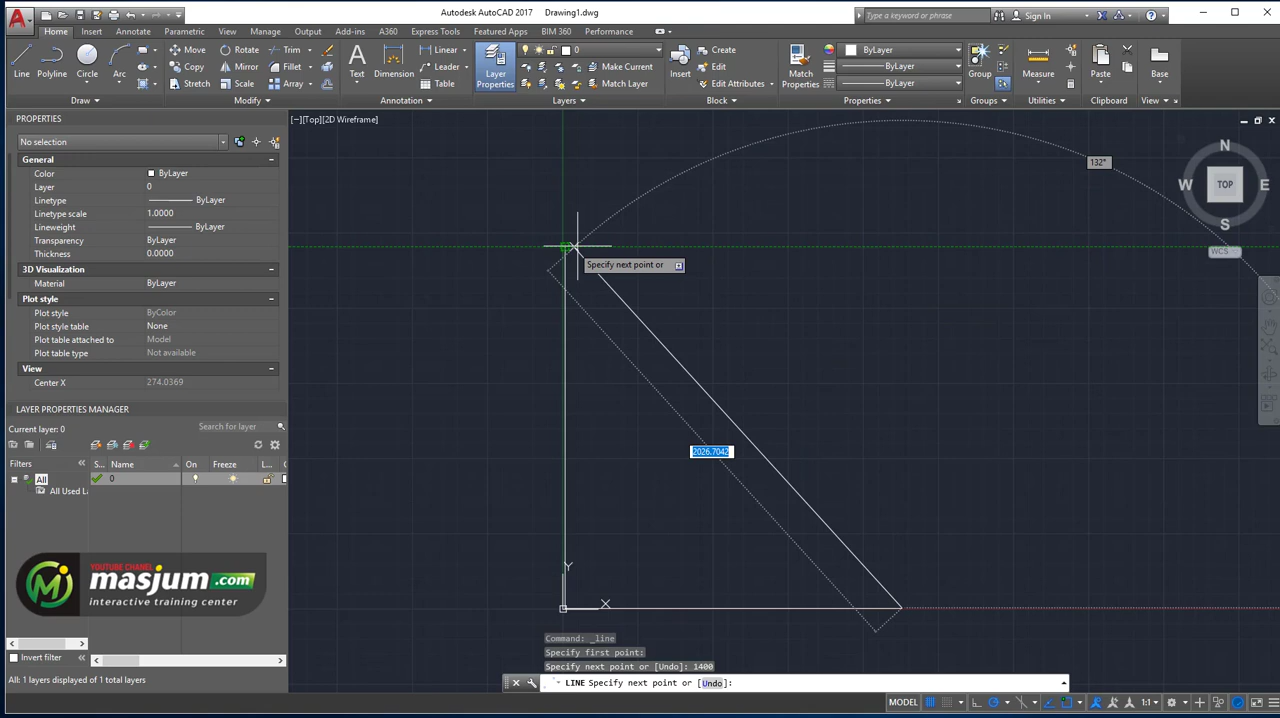 Autodesk AutoCAD 2017 Drawing1.dwg
Type a keyword or phrase
Sign In
Home Insert Annotate Parametric View Manage Output Add-ins A360 Express Tools Featured Apps BIM 360 Performance
Line Polyline Circle Arc
Move Rotate Trim
Copy Mirror Fillet
Stretch Scale Array
Text Dimension
Linear
Leader
Table
Layer
Properties
0
Make Current
Match Layer
Insert
Create
Edit
Edit Attributes
Match
Properties
ByLayer
ByLayer
ByLayer
Group
Measure
Paste
Base
Draw Modify Annotation Layers Block Properties Groups Utilities Clipboard View
PROPERTIES
No selection
General
Color ByLayer
Layer 0
Linetype ByLayer
Linetype scale 1.0000
Lineweight ByLayer
Transparency ByLayer
Thickness 0.0000
3D Visualization
Material ByLayer
Plot style
Plot style ByColor
Plot style table None
Plot table attached to Model
Plot table type Not available
View
Center X 274.0369
LAYER PROPERTIES MANAGER
Current layer: 0
Search for layer
Filters
All
All Used La
S... Name On Freeze L... C
0
YOUTUBE CHANEL
masjum.com
interactive training center
Invert filter
All: 1 layers displayed of 1 total layers
[−][Top][2D Wireframe]
132°
N
W TOP E
S
WCS
Specify next point or
2026.7042
Y
X
Command: _line
Specify first point:
Specify next point or [Undo]: 1400
LINE Specify next point or [Undo]:
MODEL
1:1